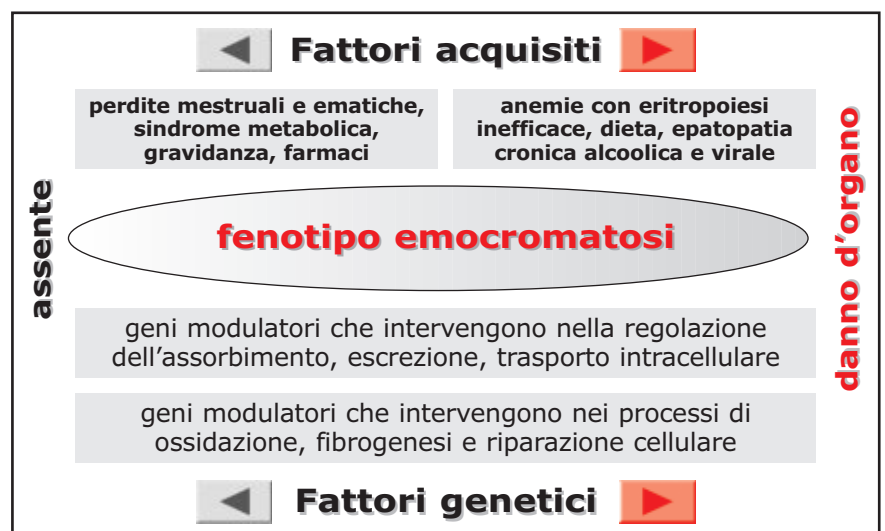 Fattori acquisiti
perdite mestruali e ematiche,
sindrome metabolica,
gravidanza, farmaci
anemie con eritropoiesi
inefficace, dieta, epatopatia
cronica alcoolica e virale
assente
fenotipo emocromatosi
danno d'organo
geni modulatori che intervengono nella regolazione
dell'assorbimento, escrezione, trasporto intracellulare
geni modulatori che intervengono nei processi di
ossidazione, fibrogenesi e riparazione cellulare
Fattori genetici